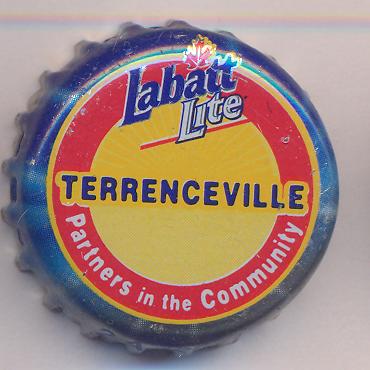 Labatt
Lite
TERRENCEVILLE
Partners in the Community